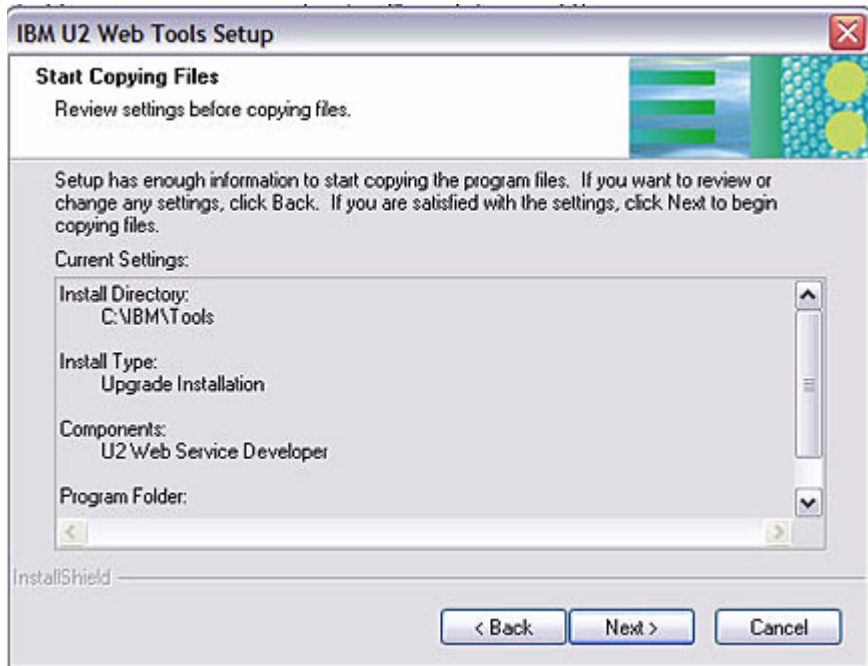 IBM U2 Web Tools Setup
Start Copying Files
Review settings before copying files.
Setup has enough information to start copying the program files. If you want to review or
change any settings, click Back. If you are satisfied with the settings, click Next to begin
copying files.
Current Settings:
Install Directory:
C:\IBM\Tools
Install Type:
Upgrade Installation
Components:
U2 Web Service Developer
Program Folder:
InstallShield
< Back
Next >
Cancel